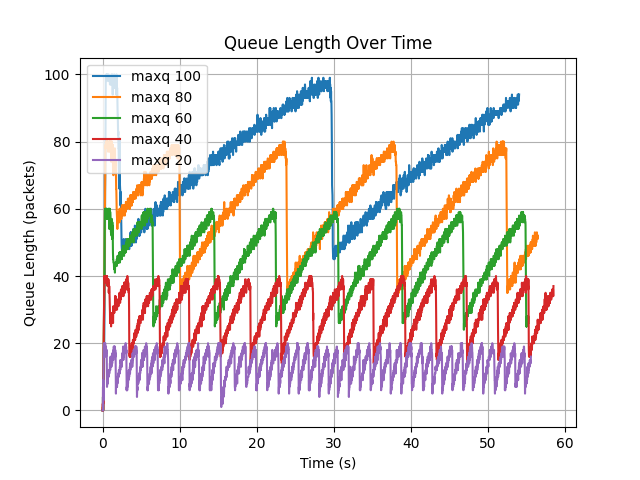 Queue Length Over Time
Queue Length (packets)
100
80
60
40
20
0
maxq 100
maxq 80
maxq 60
maxq 40
maxq 20
0 10 20 30 40 50 60
Time (s)